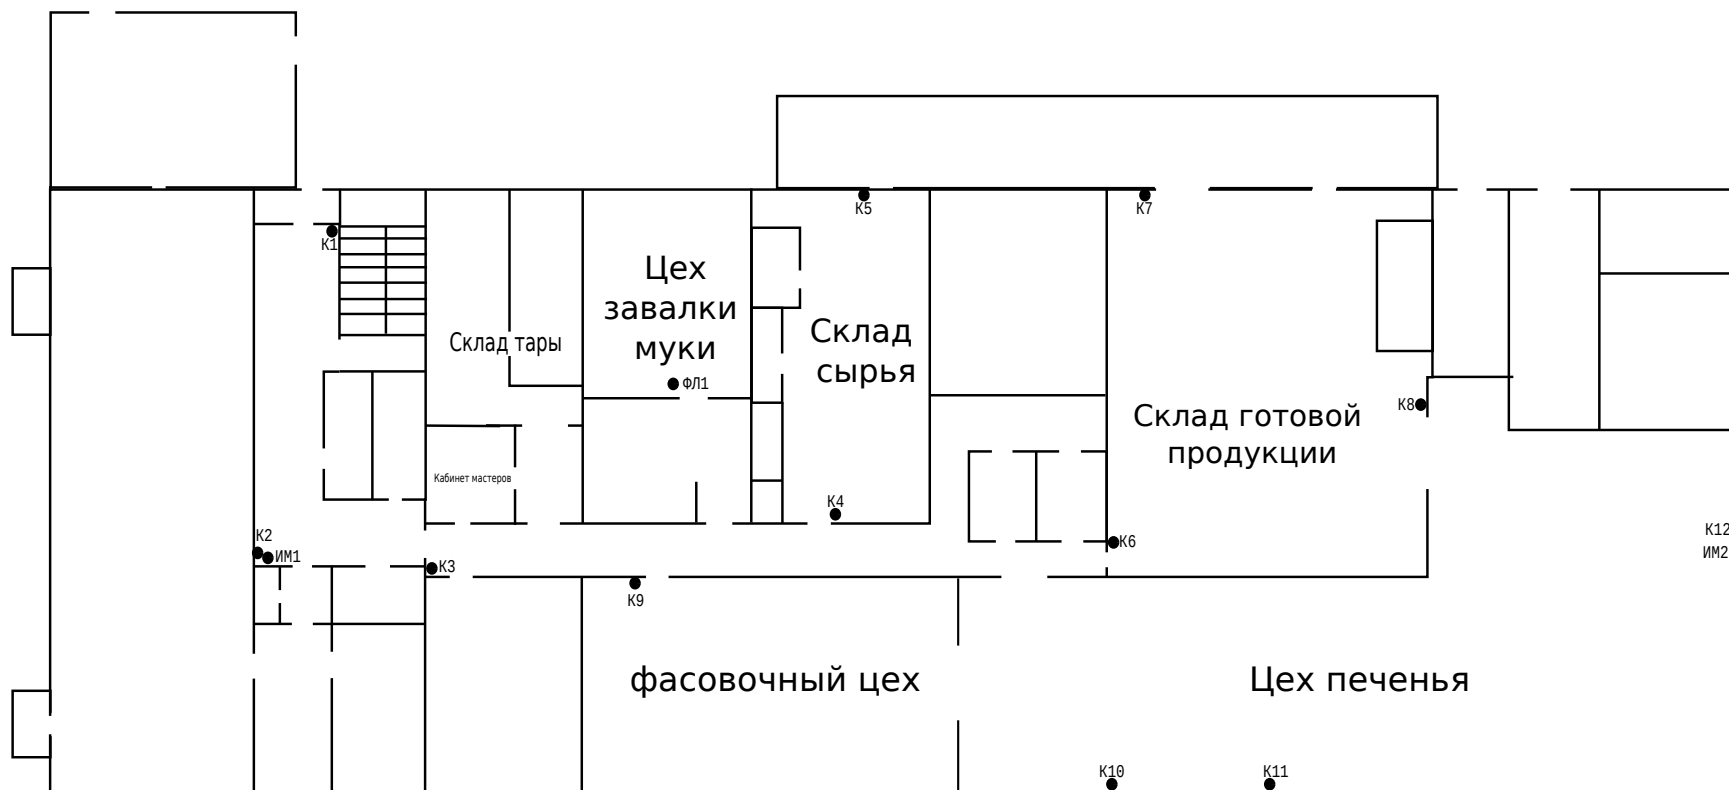 К5
К7
К1
Цех
завалки
муки
Склад
сырья
Склад тары
ФЛ1
К8
Склад готовой
продукции
Кабинет мастеров
К4
К12
К2
К6
ИМ1
ИМ2
К3
К9
фасовочный цех
Цех печенья
К10
К11